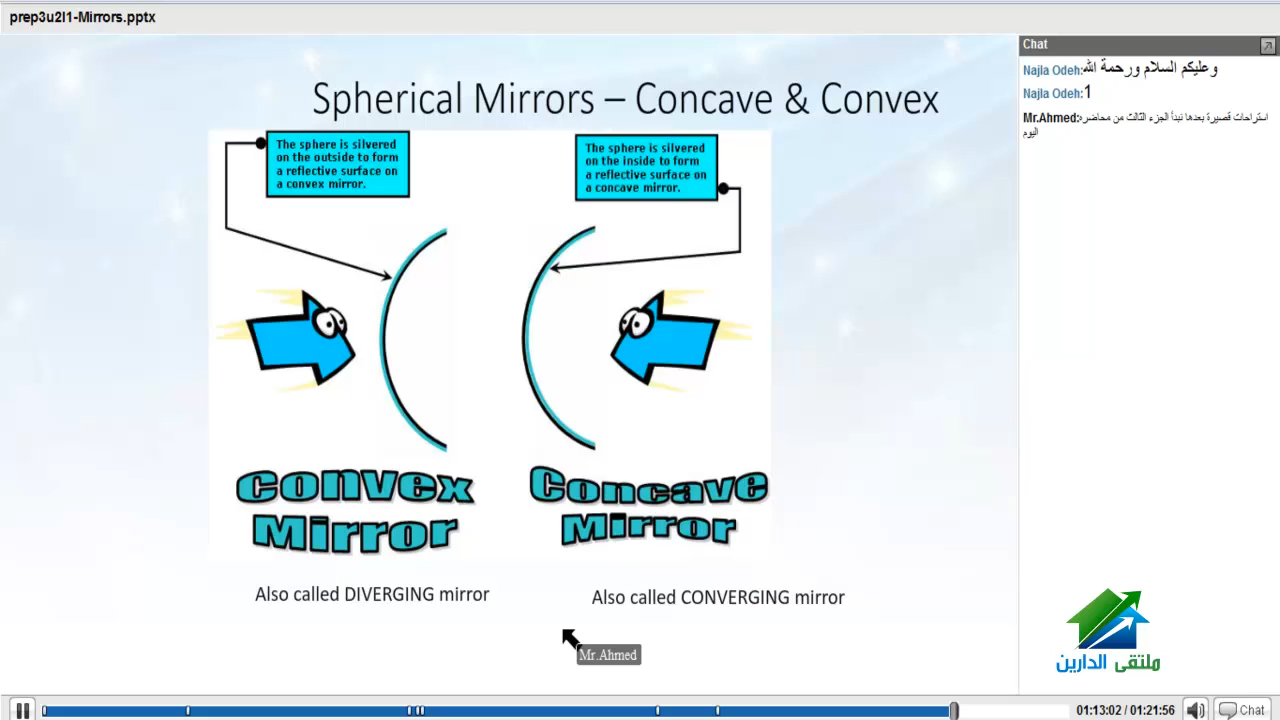 prep3u2l1-Mirrors.pptx
Chat
Najla Odeh:وعليكم السلام ورحمة الله
Najla Odeh:1
Mr.Ahmed:استراحات قصيرة بعدها نبدأ الجزء الثالث من محاضره
اليوم
Spherical Mirrors – Concave & Convex
The sphere is silvered
on the outside to form
a reflective surface on
a convex mirror.
The sphere is silvered
on the inside to form
a reflective surface on
a concave mirror.
Convex
Mirror
Concave
Mirror
Also called DIVERGING mirror
Also called CONVERGING mirror
Mr.Ahmed
ملتقى الدارين
01:13:02 / 01:21:56
Chat